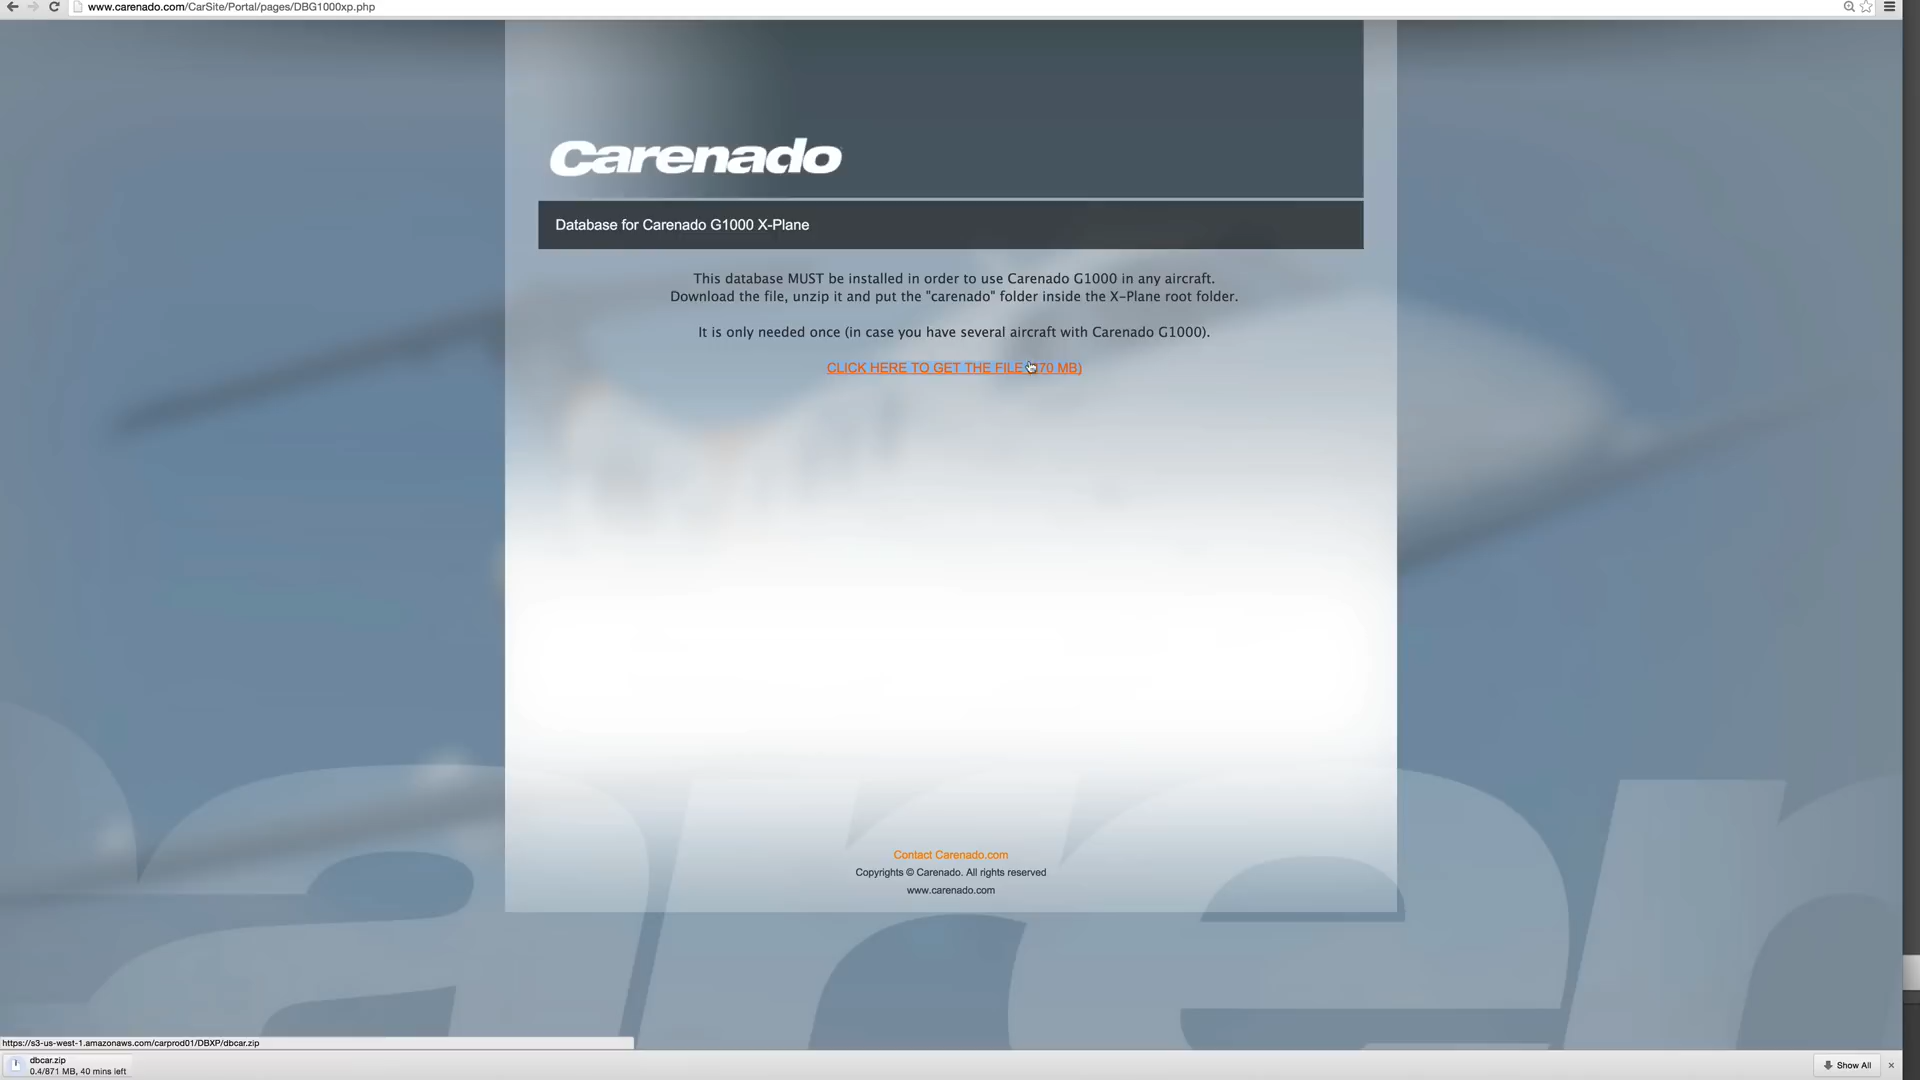 www.carenado.com/CarSite/Portal/pages/DBG1000xp.php
Carenado
Database for Carenado G1000 X-Plane
This database MUST be installed in order to use Carenado G1000 in any aircraft.
Download the file, unzip it and put the "carenado" folder inside the X-Plane root folder.
It is only needed once (in case you have several aircraft with Carenado G1000).
CLICK HERE TO GET THE FILE 70 MB)
Contact Carenado.com
Copyrights © Carenado. All rights reserved
www.carenado.com
https://s3-us-west-1.amazonaws.com/carprod01/DBXP/dbcar.zip
dbcar.zip
0.4/871 MB, 40 mins left
Show All